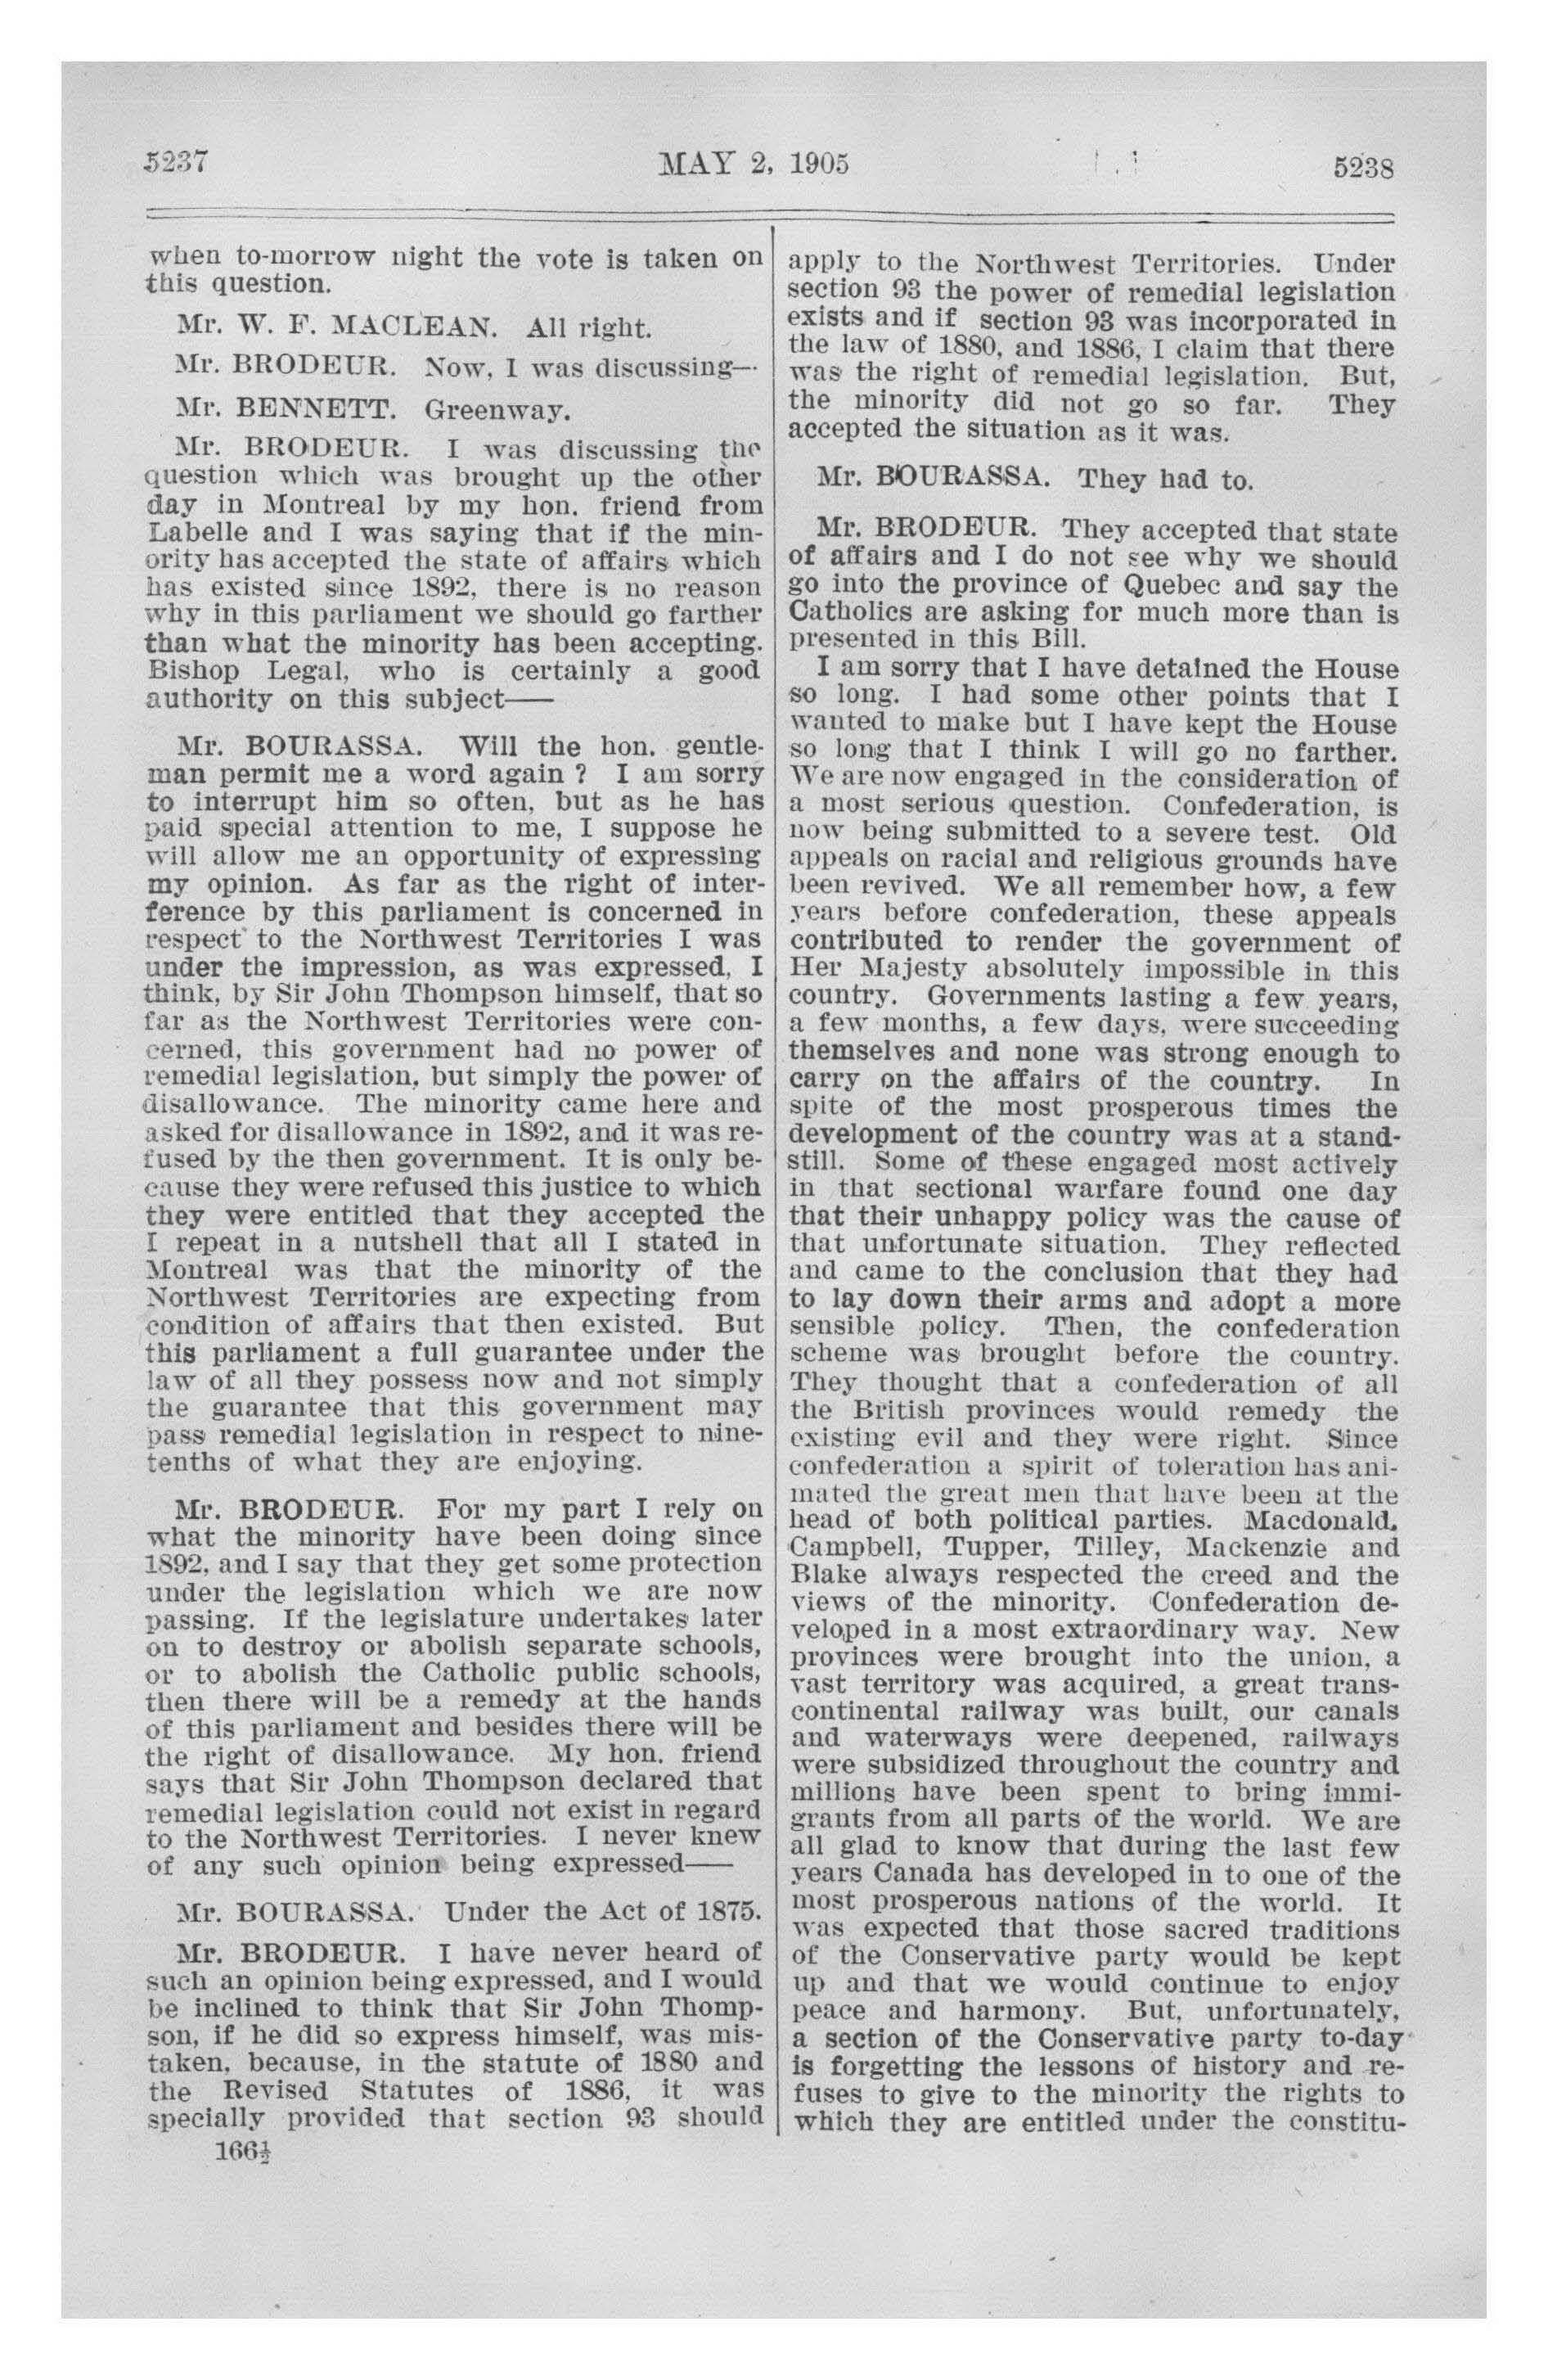 5237 MAY 2, 1905 5238
when to-morrow night the vote is taken on
this question.
Mr. W. F. MACLEAN. All right.
Mr. BRODEUR. Now, I was discussing—
Mr. BENNETT. Greenway.
Mr. BRODEUR. I was discussing the
question which was brought up the other
day in Montreal by my hon. friend from
Labelle and I was saying that if the min-
ority has accepted the state of affairs which
has existed since 1892, there is no reason
why in this parliament we should go farther
than what the minority has been accepting.
Bishop Legal, who is certainly a good
authority on this subject——
Mr. BOURASSA. Will the hon. gentle-
man permit me a word again ? I am sorry
to interrupt him so often, but as he has
paid special attention to me, I suppose he
will allow me an opportunity of expressing
my opinion. As far as the right of inter-
ference by this parliament is concerned in
respect to the Northwest Territories I was
under the impression, as was expressed, I
think, by Sir John Thompson himself, that so
far as the Northwest Territories were con-
cerned, this government had no power of
remedial legislation, but simply the power of
disallowance. The minority came here and
asked for disallowance in 1892, and it was re-
fused by the then government. It is only be-
cause they were refused this justice to which
they were entitled that they accepted the
I repeat in a nutshell that all I stated in
Montreal was that the minority of the
Northwest Territories are expecting from
condition of affairs that then existed. But
this parliament a full guarantee under the
law of all they possess now and not simply
the guarantee that this government may
pass remedial legislation in respect to nine-
tenths of what they are enjoying.
Mr. BRODEUR. For my part I rely on
what the minority have been doing since
1892, and I say that they get some protection
under the legislation which we are now
passing. If the legislature undertakes later
on to destroy or abolish separate schools,
or to abolish the Catholic public schools,
then there will be a remedy at the hands
of this parliament and besides there will be
the right of disallowance. My hon. friend
says that Sir John Thompson declared that
remedial legislation could not exist in regard
to the Northwest Territories. I never knew
of any such opinion being expressed——
Mr. BOURASSA. Under the Act of 1875.
Mr. BRODEUR. I have never heard of
such an opinion being expressed, and I would
be inclined to think that Sir John Thomp-
son, if he did so express himself, was mis-
taken, because, in the statute of 1880 and
the Revised Statutes of 1886, it was
specially provided that section 93 should
166½
apply to the Northwest Territories. Under
section 93 the power of remedial legislation
exists and if section 93 was incorporated in
the law of 1880, and 1886, I claim that there
was the right of remedial legislation. But,
the minority did not go so far. They
accepted the situation as it was.
Mr. BOURASSA. They had to.
Mr. BRODEUR. They accepted that state
of affairs and I do not see why we should
go into the province of Quebec and say the
Catholics are asking for much more than is
presented in this Bill.
I am sorry that I have detained the House
so long. I had some other points that I
wanted to make but I have kept the House
so long that I think I will go no farther.
We are now engaged in the consideration of
a most serious question. Confederation, is
now being submitted to a severe test. Old
appeals on racial and religious grounds have
been revived. We all remember how, a few
years before confederation, these appeals
contributed to render the government of
Her Majesty absolutely impossible in this
country. Governments lasting a few years,
a few months, a few days, were succeeding
themselves and none was strong enough to
carry on the affairs of the country. In
spite of the most prosperous times the
development of the country was at a stand-
still. Some of these engaged most actively
in that sectional warfare found one day
that their unhappy policy was the cause of
that unfortunate situation. They reflected
and came to the conclusion that they had
to lay down their arms and adopt a more
sensible policy. Then, the confederation
scheme was brought before the country.
They thought that a confederation of all
the British provinces would remedy the
existing evil and they were right. Since
confederation a spirit of toleration has ani-
mated the great men that have been at the
head of both political parties. Macdonald,
Campbell, Tupper, Tilley, Mackenzie and
Blake always respected the creed and the
views of the minority. Confederation de-
veloped in a most extraordinary way. New
provinces were brought into the union, a
vast territory was acquired, a great trans-
continental railway was built, our canals
and waterways were deepened, railways
were subsidized throughout the country and
millions have been spent to bring immi-
grants from all parts of the world. We are
all glad to know that during the last few
years Canada has developed in to one of the
most prosperous nations of the world. It
was expected that those sacred traditions
of the Conservative party would be kept
up and that we would continue to enjoy
peace and harmony. But, unfortunately,
a section of the Conservative party to-day
is forgetting the lessons of history and re-
fuses to give to the minority the rights to
which they are entitled under the constitu-